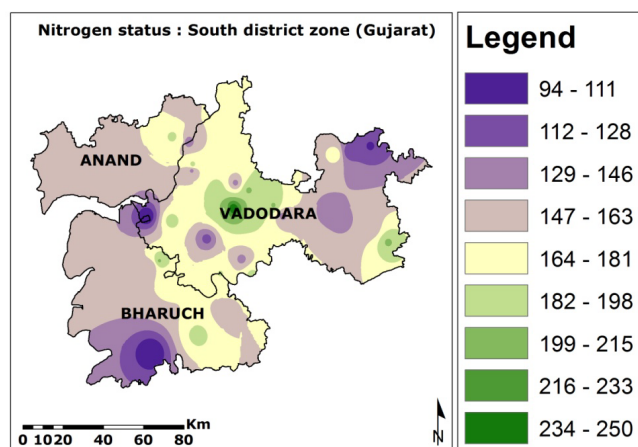 Nitrogen status : South district zone (Gujarat)
ANAND
VADODARA
BHARUCH
Km
0 10 20 40 60 80
N
Legend
94 - 111
112 - 128
129 - 146
147 - 163
164 - 181
182 - 198
199 - 215
216 - 233
234 - 250